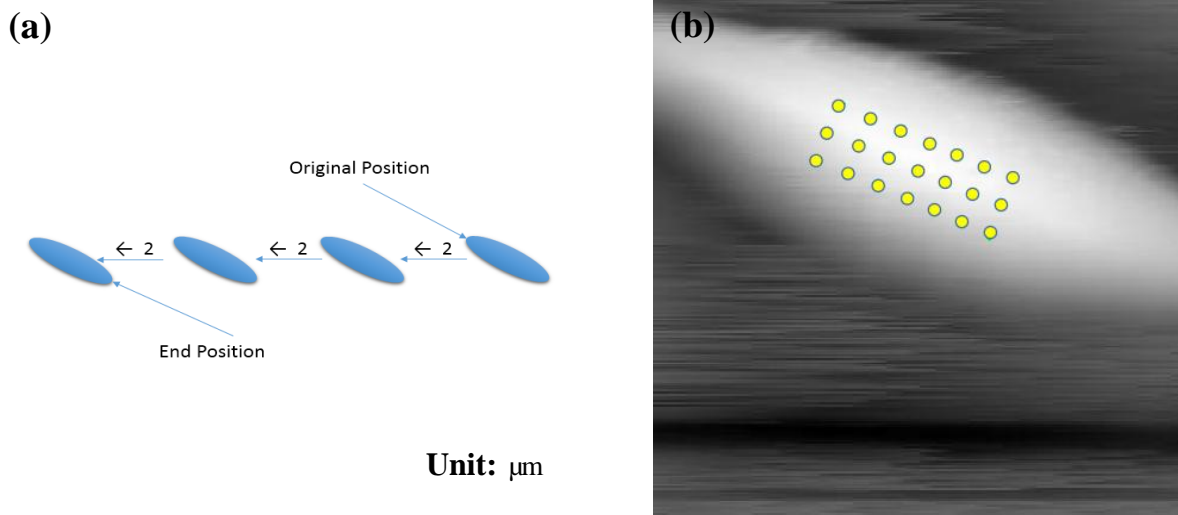 (a)
(b)
Original Position
← 2
← 2
← 2
End Position
Unit: μm